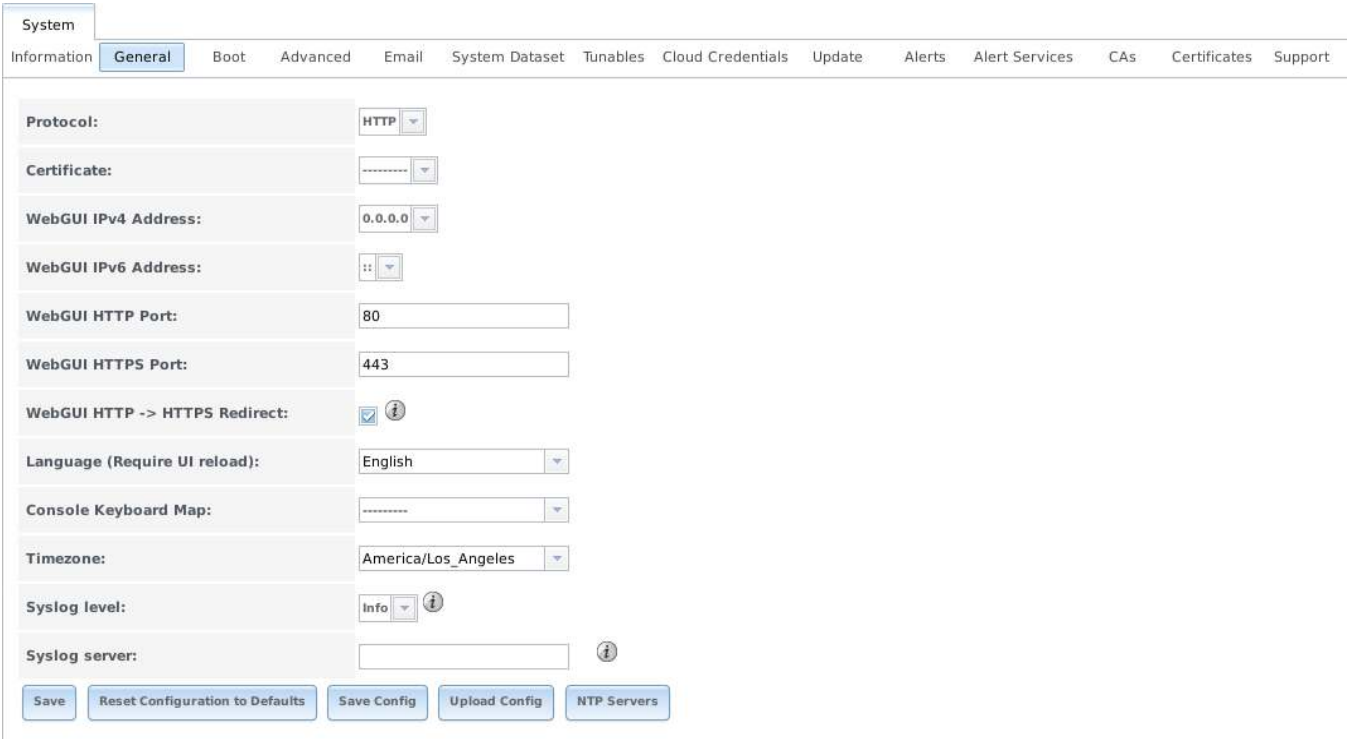 System
Information General Boot Advanced Email System Dataset Tunables Cloud Credentials Update Alerts Alert Services CAs Certificates Support
Protocol: HTTP
Certificate: ---------
WebGUI IPv4 Address: 0.0.0.0
WebGUI IPv6 Address: ::
WebGUI HTTP Port: 80
WebGUI HTTPS Port: 443
WebGUI HTTP -> HTTPS Redirect: i
Language (Require UI reload): English
Console Keyboard Map: ---------
Timezone: America/Los_Angeles
Syslog level: Info i
Syslog server: i
Save Reset Configuration to Defaults Save Config Upload Config NTP Servers